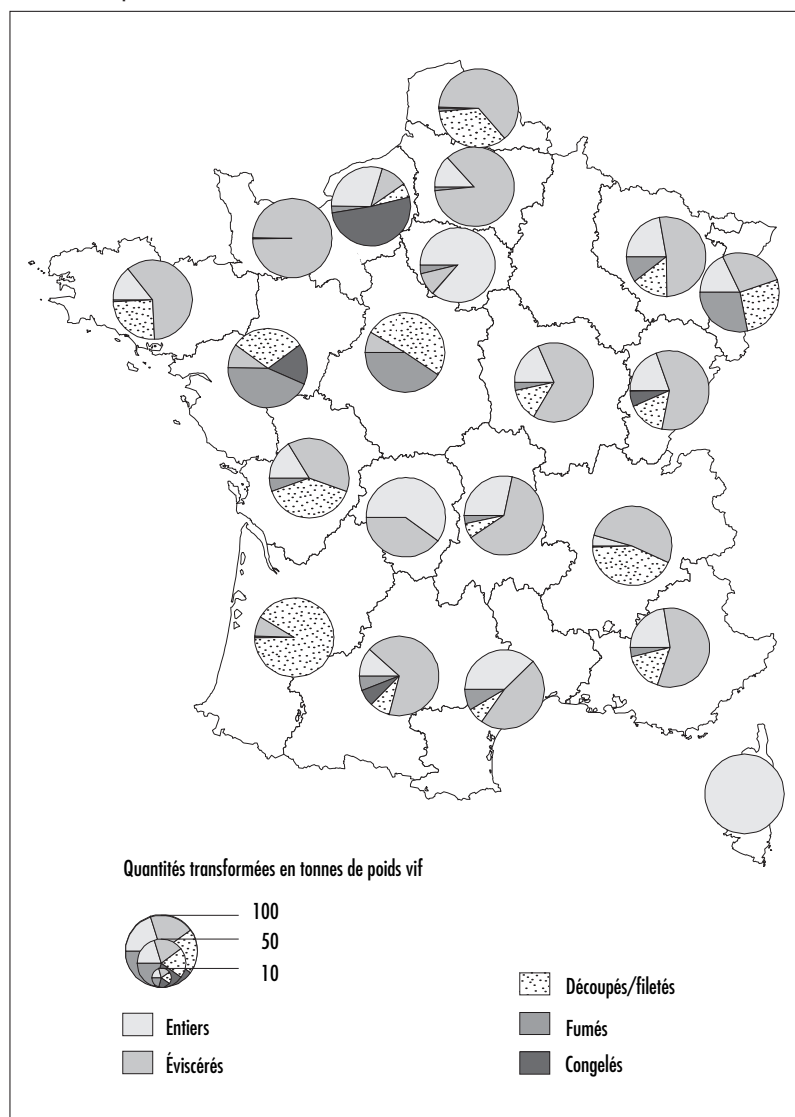 Quantités transformées en tonnes de poids vif
100
50
10
Entiers
Éviscérés
Découpés/filetés
Fumés
Congelés